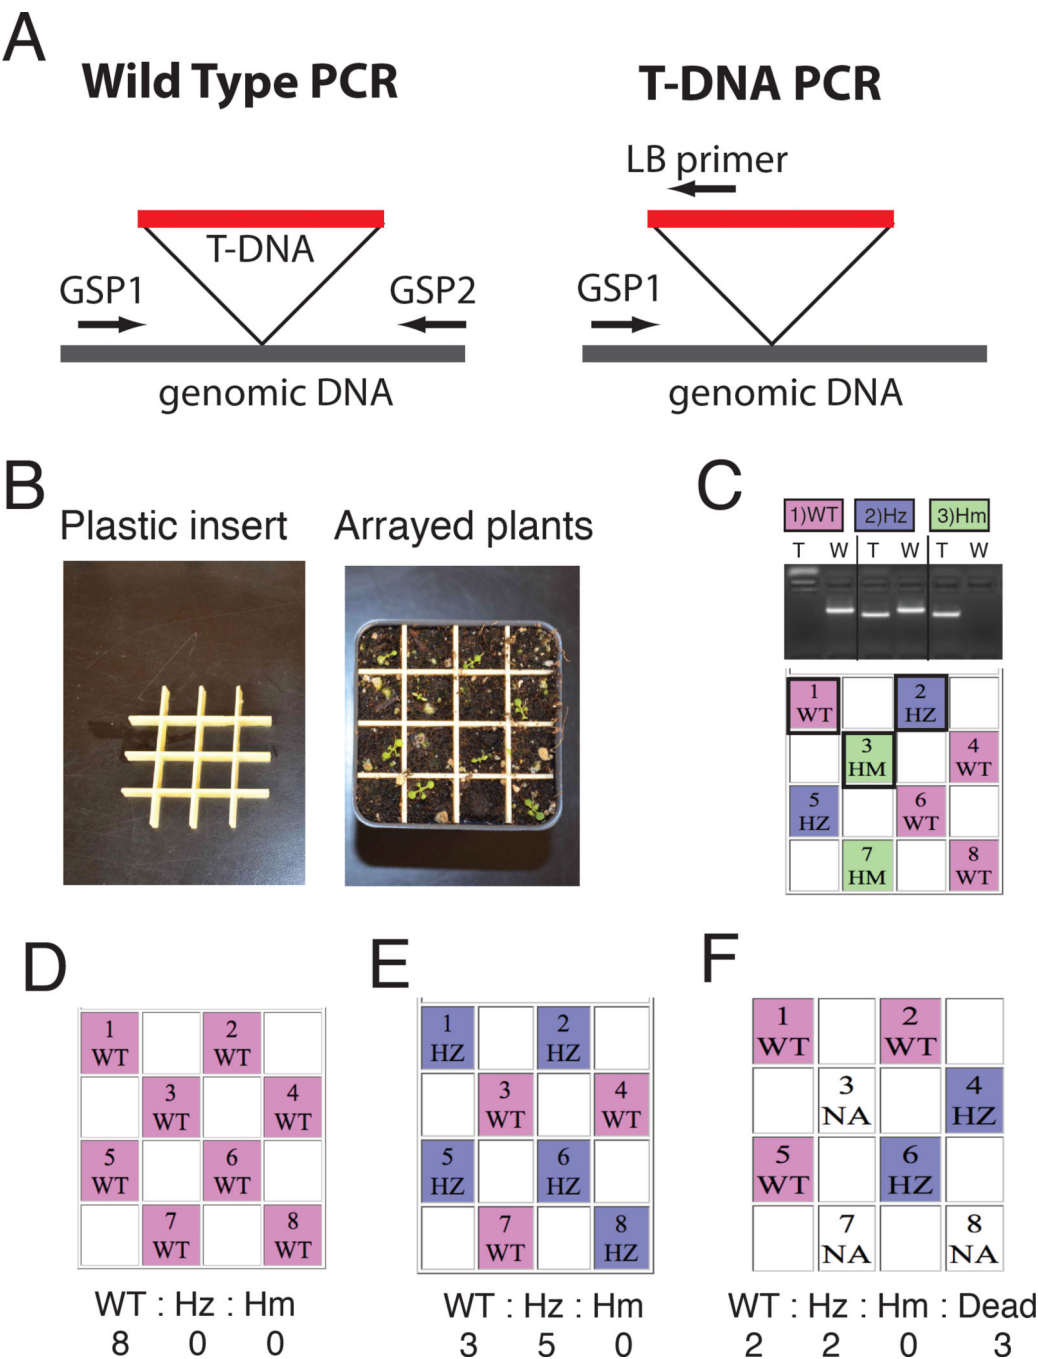 A
Wild Type PCR
T-DNA PCR
LB primer
T-DNA
GSP1
GSP2
GSP1
genomic DNA
genomic DNA
B
Plastic insert
Arrayed plants
C
1)WT
2)Hz
3)Hm
T W T W T W
1
WT
2
HZ
3
HM
4
WT
5
HZ
6
WT
7
HM
8
WT
D
1
WT
2
WT
3
WT
4
WT
5
WT
6
WT
7
WT
8
WT
WT : Hz : Hm
8 0 0
E
1
HZ
2
HZ
3
WT
4
WT
5
HZ
6
HZ
7
WT
8
HZ
WT : Hz : Hm
3 5 0
F
1
WT
2
WT
3
NA
4
HZ
5
WT
6
HZ
7
NA
8
NA
WT : Hz : Hm : Dead
2 2 0 3